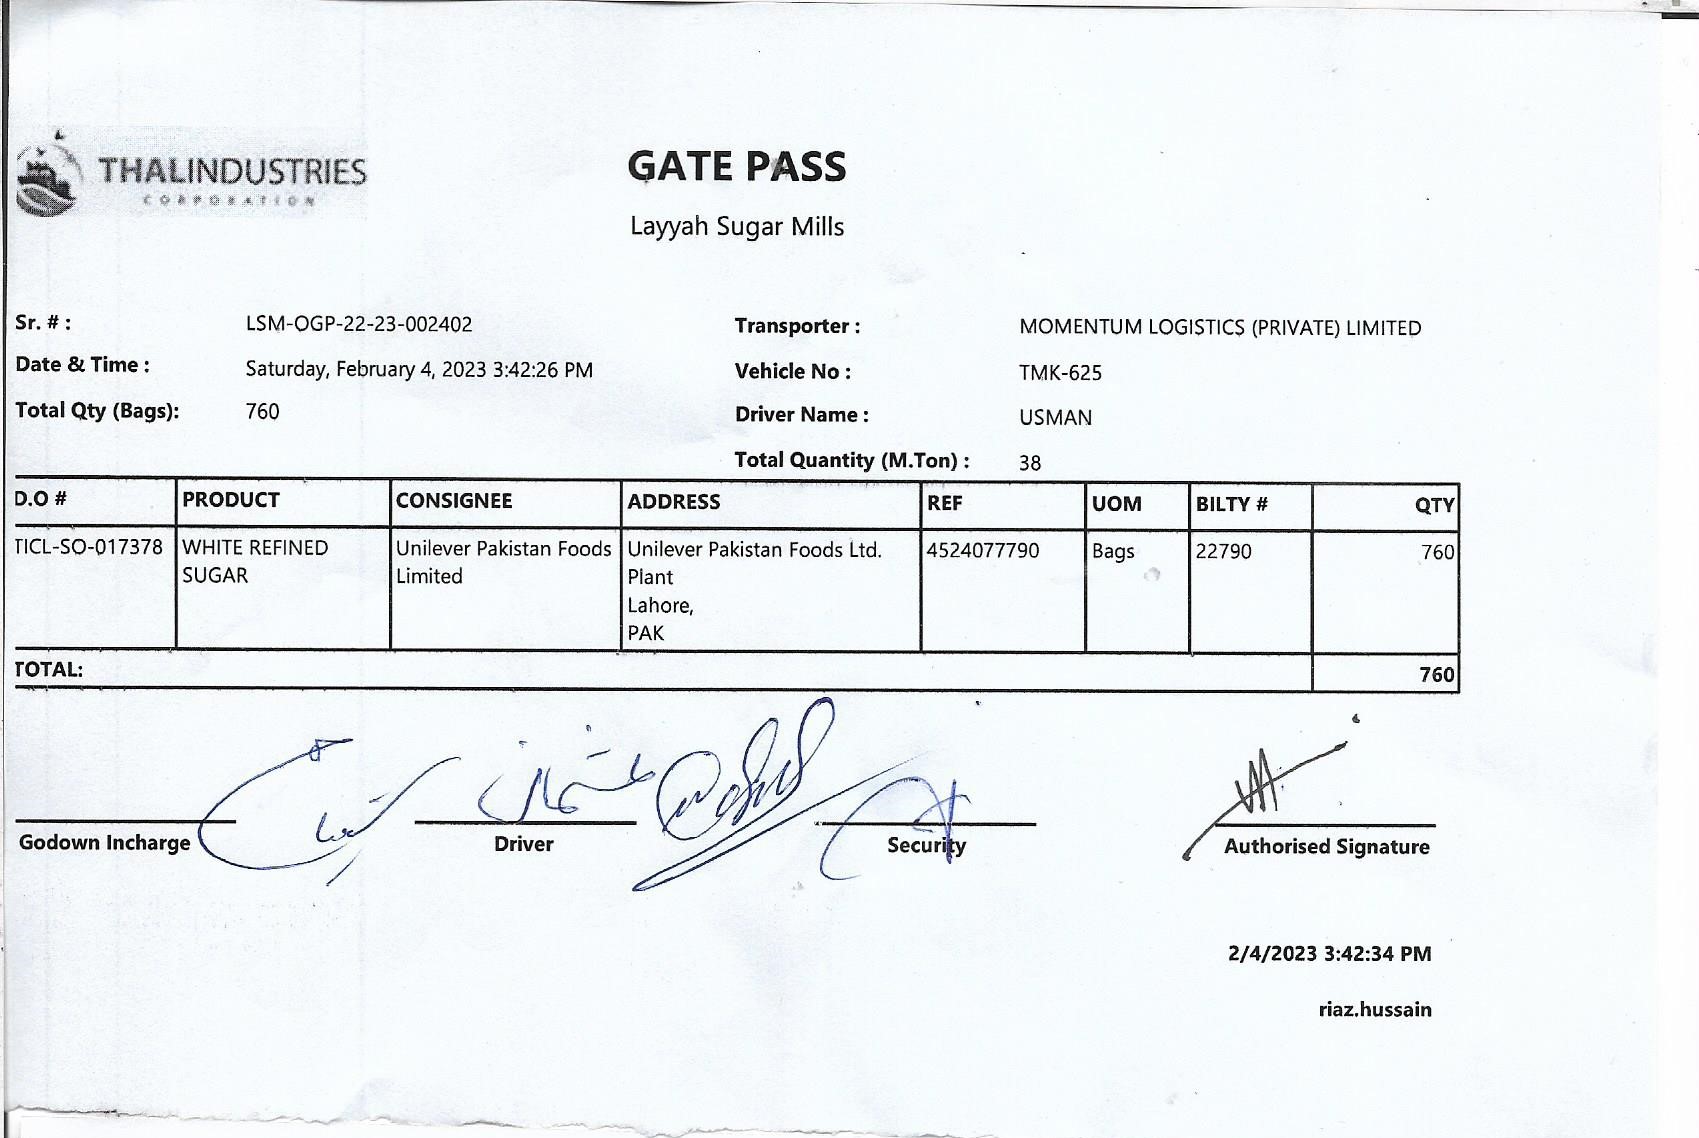 THALINDUSTRIES
CORPORATION
GATE PASS
Layyah Sugar Mills
Sr. # : LSM-OGP-22-23-002402
Transporter : MOMENTUM LOGISTICS (PRIVATE) LIMITED
Date & Time : Saturday, February 4, 2023 3:42:26 PM
Vehicle No : TMK-625
Total Qty (Bags): 760
Driver Name : USMAN
Total Quantity (M.Ton) : 38
D.O # PRODUCT CONSIGNEE ADDRESS REF UOM BILTY # QTY
TICL-SO-017378 WHITE REFINED Unilever Pakistan Foods Unilever Pakistan Foods Ltd. 4524077790 Bags 22790 760
SUGAR Limited Plant
Lahore,
PAK
TOTAL: 760
عثمان
Godown Incharge Driver Security Authorised Signature
2/4/2023 3:42:34 PM
riaz.hussain